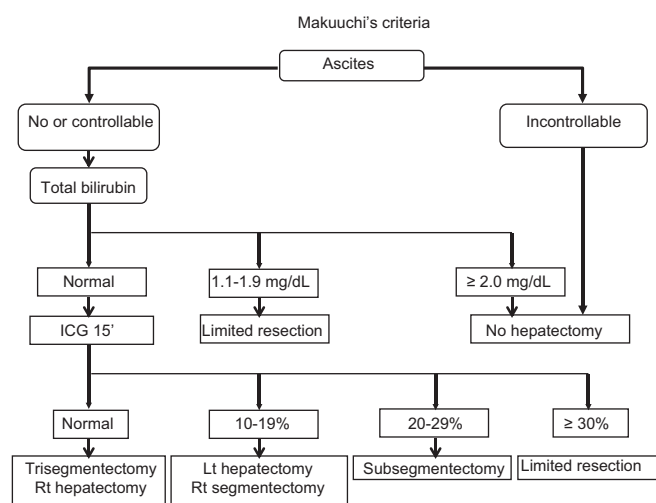 Makuuchi's criteria
Ascites
No or controllable
Incontrollable
Total bilirubin
Normal
1.1-1.9 mg/dL
≥ 2.0 mg/dL
ICG 15'
Limited resection
No hepatectomy
Normal
10-19%
20-29%
≥ 30%
Trisegmentectomy
Rt hepatectomy
Lt hepatectomy
Rt segmentectomy
Subsegmentectomy
Limited resection